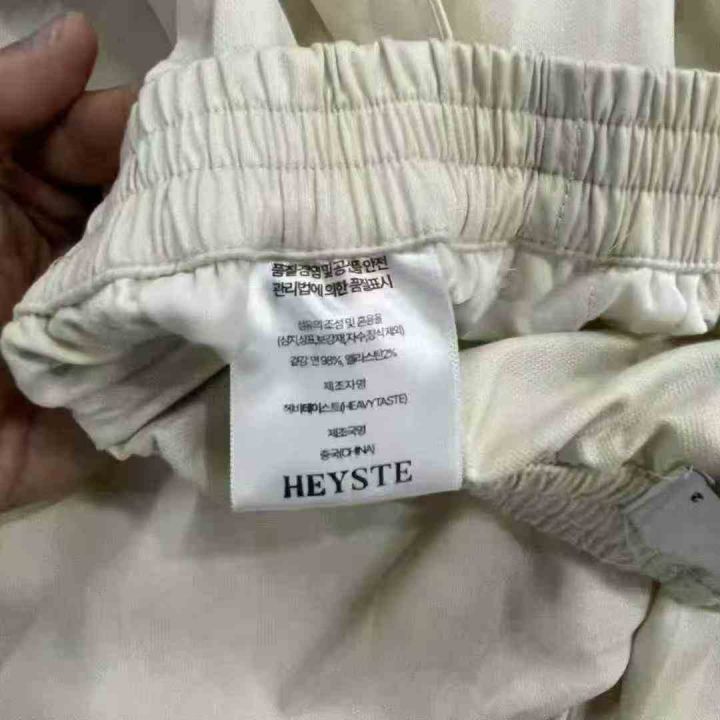 품질경영및공산품안전
관리법에 의한 품질표시
섬유의 조성 및 혼용율
(심지,상표,보강재,자수,장식 제외)
겉감: 면 98%, 엘라스탄2%
제조자명
헤비테이스트(HEAVYTASTE)
제조국명
중국(CHINA)
HEYSTE